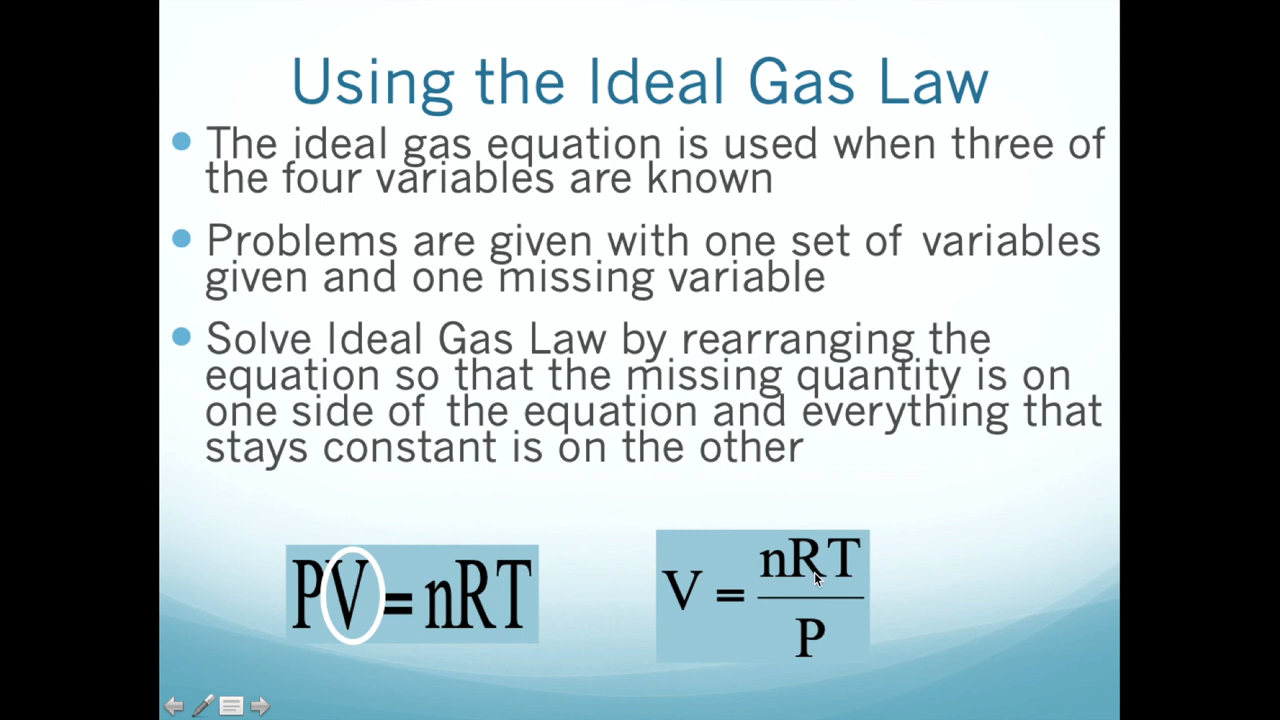 Using the Ideal Gas Law
• The ideal gas equation is used when three of
the four variables are known
• Problems are given with one set of variables
given and one missing variable
• Solve Ideal Gas Law by rearranging the
equation so that the missing quantity is on
one side of the equation and everything that
stays constant is on the other
PV = nRT
V = nRT
P